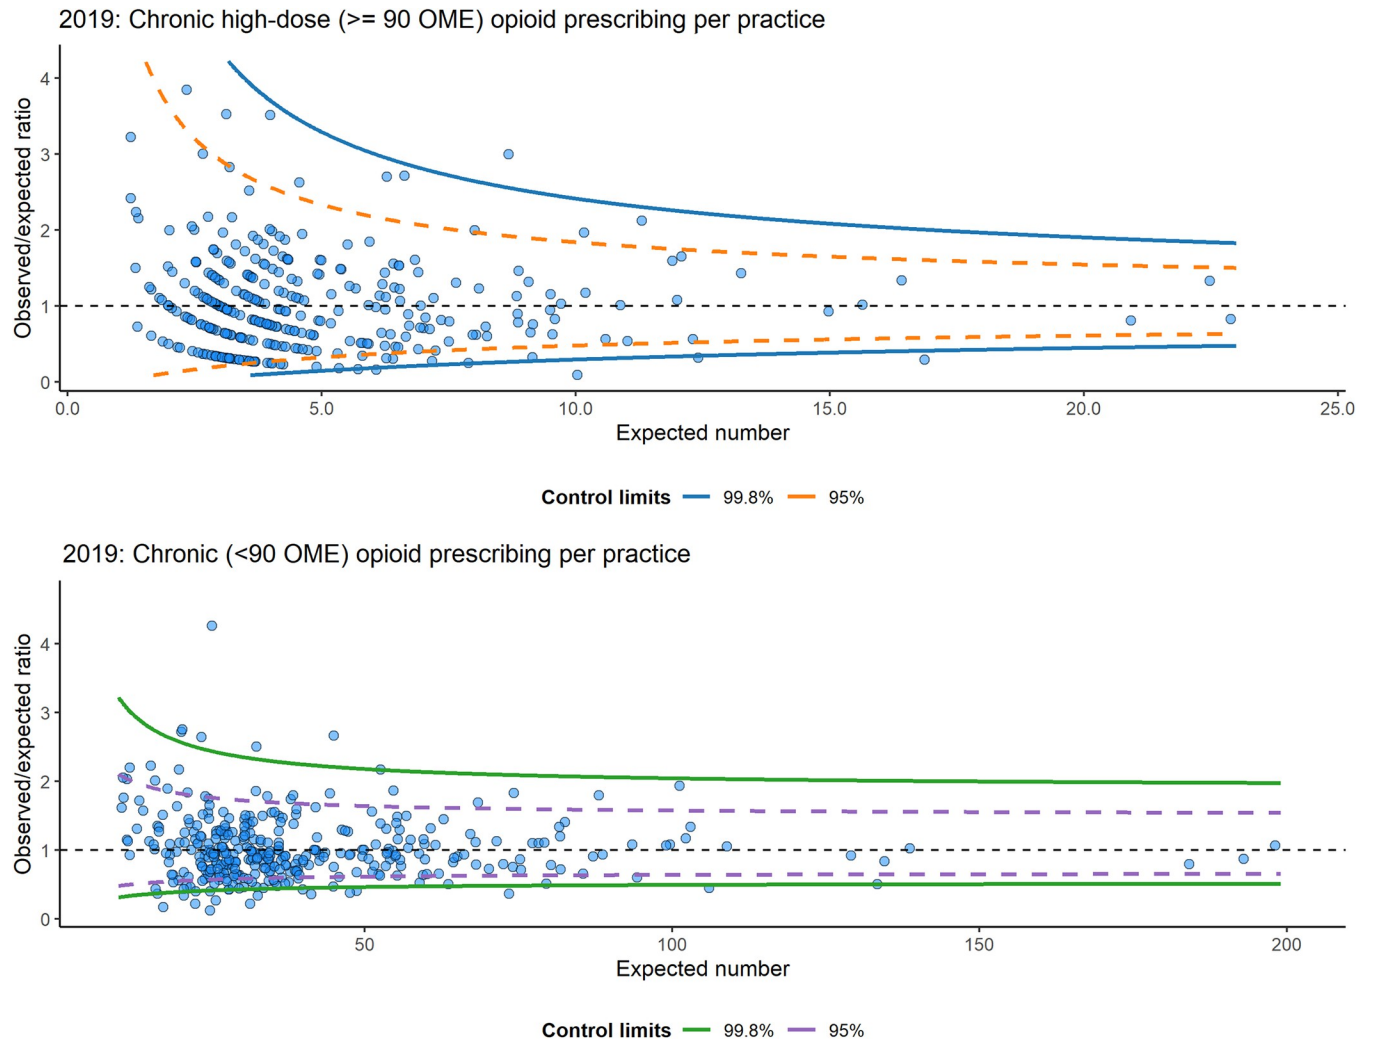 2019: Chronic high-dose (>= 90 OME) opioid prescribing per practice
Observed/expected ratio
4
3
2
1
0
0.0 5.0 10.0 15.0 20.0 25.0
Expected number
Control limits 99.8% 95%
2019: Chronic (<90 OME) opioid prescribing per practice
Observed/expected ratio
4
3
2
1
0
50 100 150 200
Expected number
Control limits 99.8% 95%